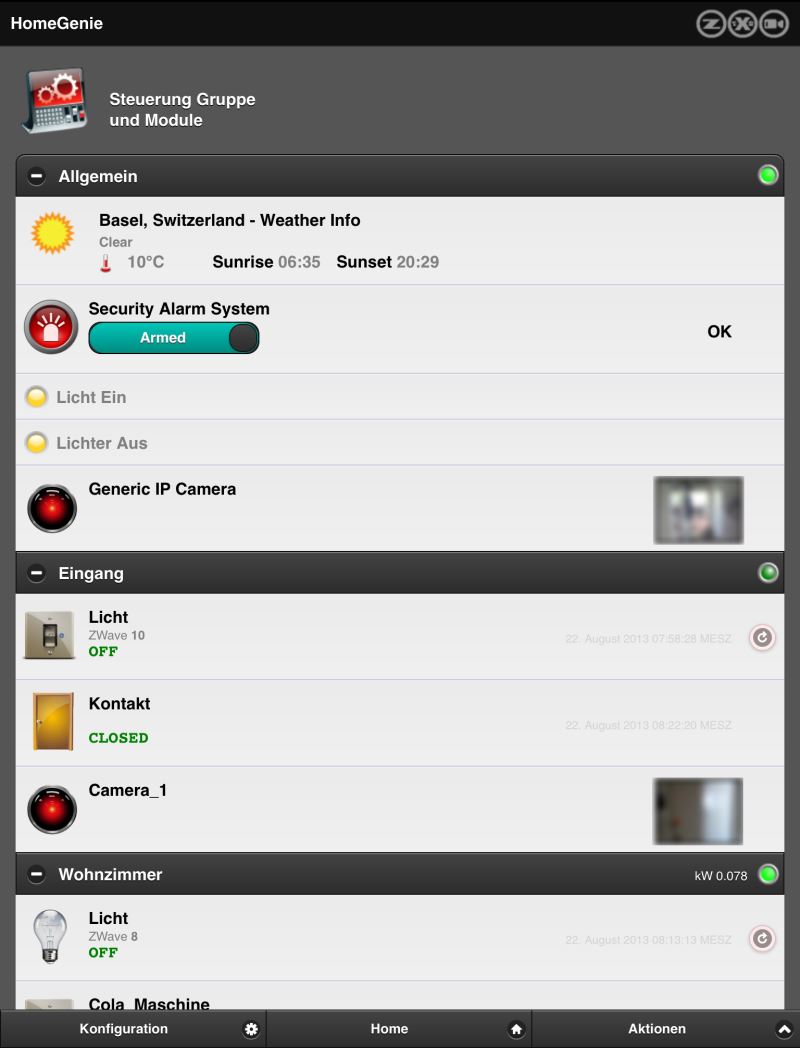 HomeGenie
Steuerung Gruppe
und Module
Allgemein
Basel, Switzerland - Weather Info
Clear
10°C Sunrise 06:35 Sunset 20:29
Security Alarm System
Armed
OK
Licht Ein
Lichter Aus
Generic IP Camera
Eingang
Licht
ZWave 10
OFF
22. August 2013 07:58:28 MESZ
Kontakt
CLOSED
22. August 2013 08:22:20 MESZ
Camera_1
Wohnzimmer kW 0.078
Licht
ZWave 8
OFF
22. August 2013 08:13:13 MESZ
Cola_Maschine
Konfiguration Home Aktionen